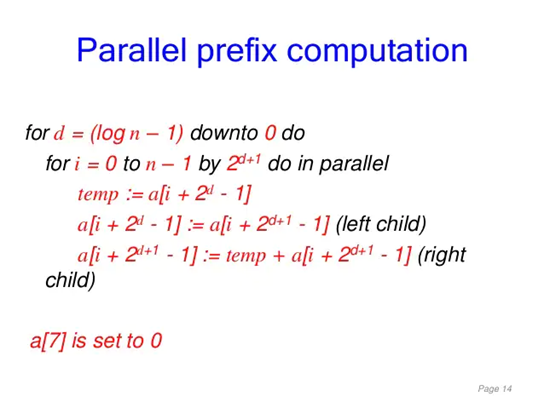 Parallel prefix computation
for d = (log n – 1) downto 0 do
for i = 0 to n – 1 by 2^{d+1} do in parallel
temp := a[i + 2^{d} - 1]
a[i + 2^{d} - 1] := a[i + 2^{d+1} - 1] (left child)
a[i + 2^{d+1} - 1] := temp + a[i + 2^{d+1} - 1] (right
child)
a[7] is set to 0
Page 14